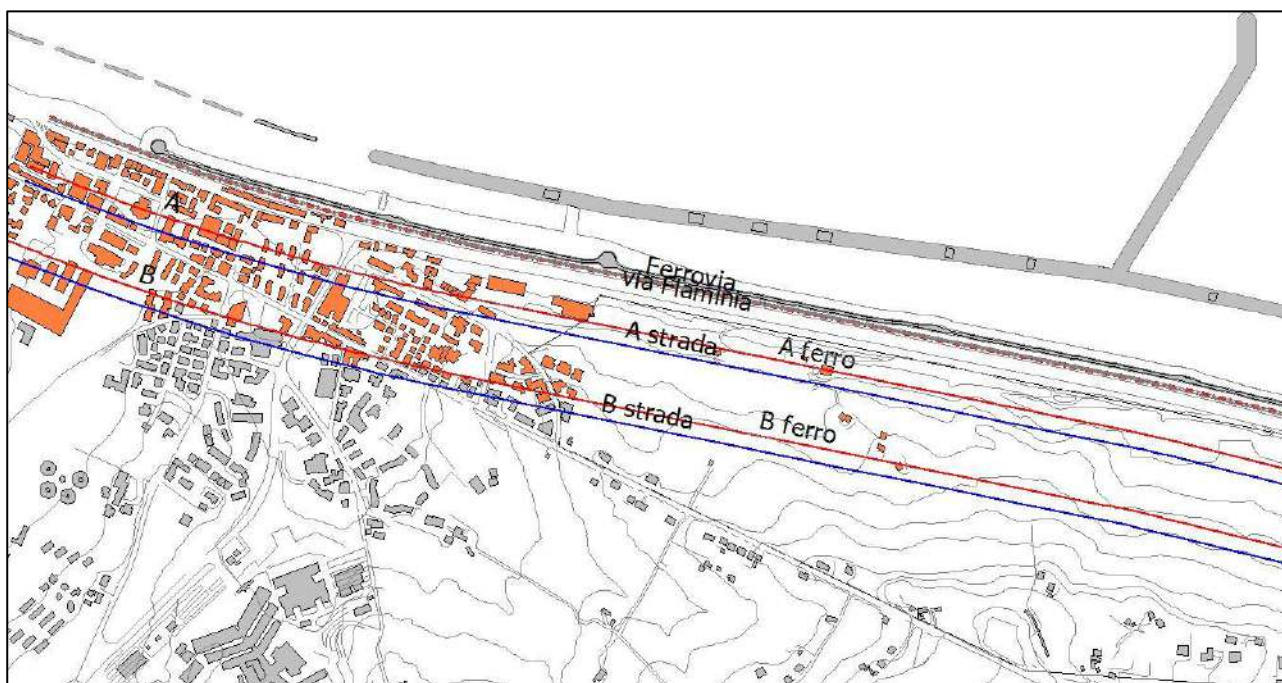 A
B
Ferrovia
via Flaminia
A strada
A ferro
B strada
B ferro